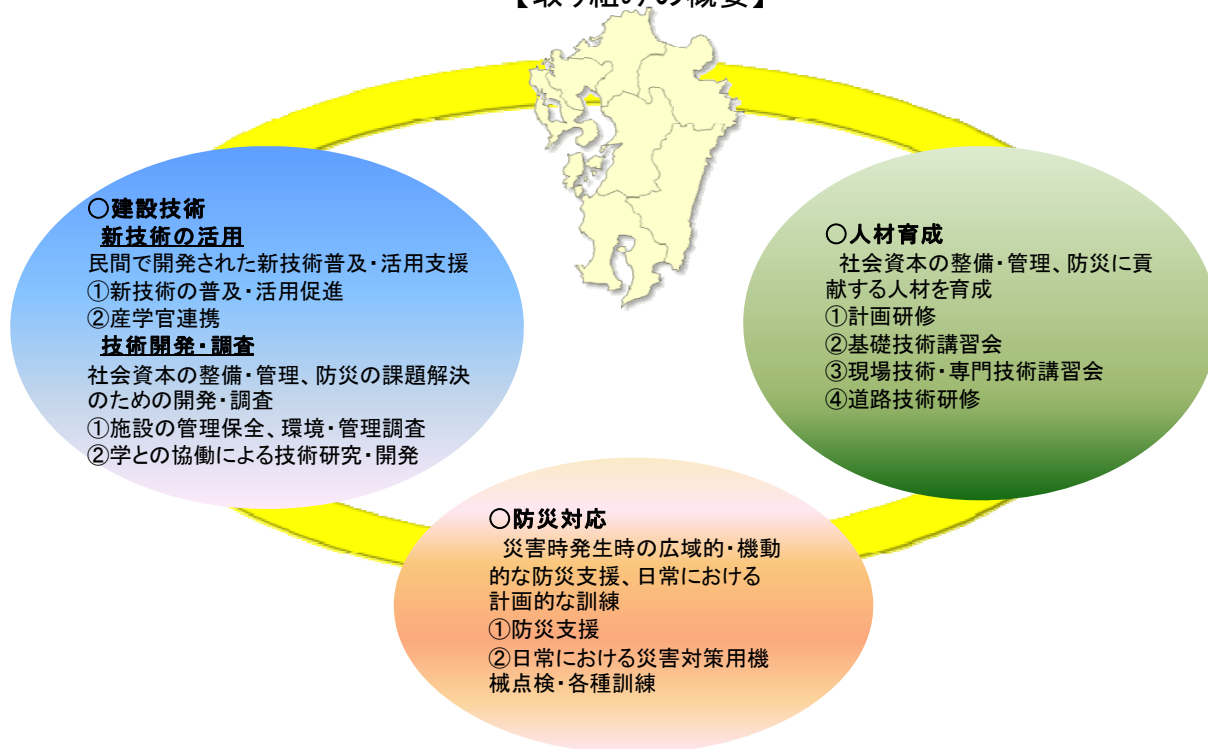 【取り組みの概要】
○建設技術
新技術の活用
民間で開発された新技術普及・活用支援
①新技術の普及・活用促進
②産学官連携
技術開発・調査
社会資本の整備・管理、防災の課題解決
のための開発・調査
①施設の管理保全、環境・管理調査
②学との協働による技術研究・開発
○人材育成
社会資本の整備・管理、防災に貢
献する人材を育成
①計画研修
②基礎技術講習会
③現場技術・専門技術講習会
④道路技術研修
○防災対応
災害時発生時の広域的・機動
的な防災支援、日常における
計画的な訓練
①防災支援
②日常における災害対策用機
械点検・各種訓練